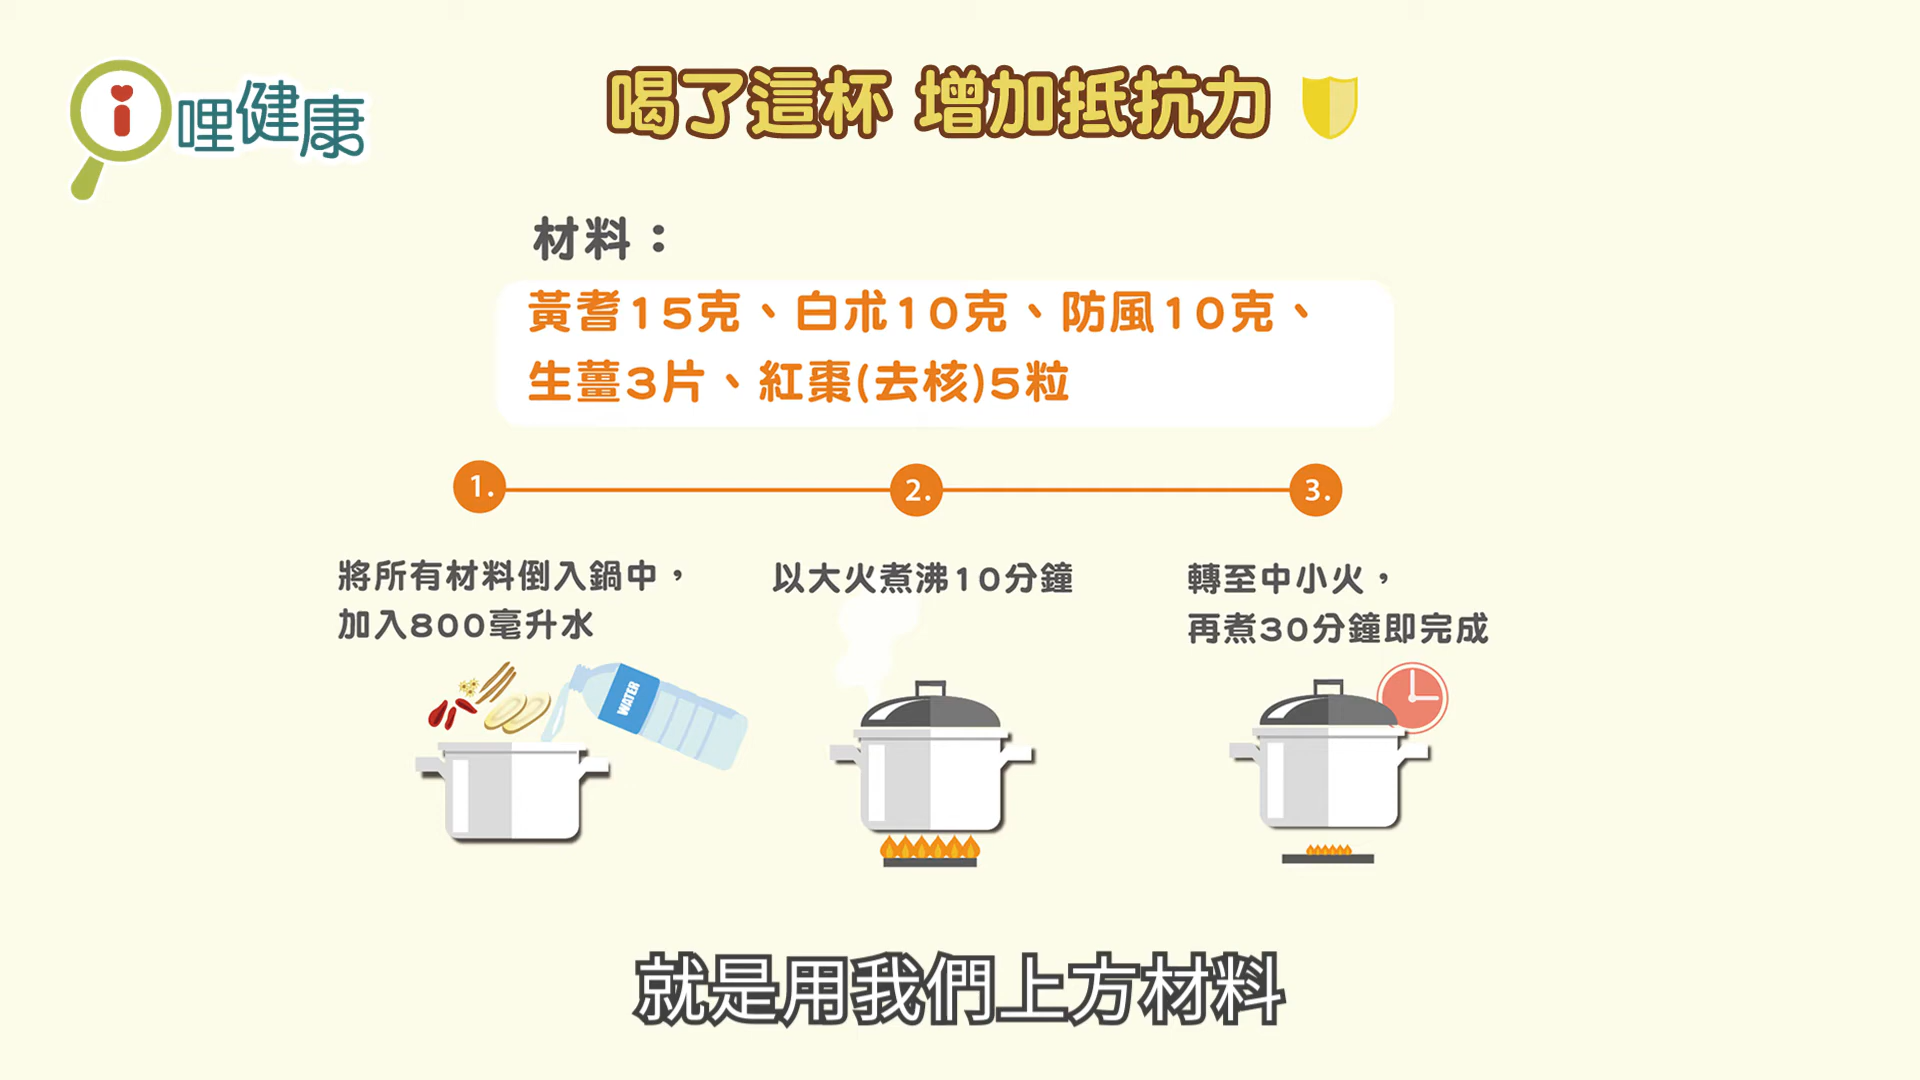 i哩健康
喝了這杯 增加抵抗力
材料：
黃耆15克、白朮10克、防風10克、
生薑3片、紅棗(去核)5粒
1.
2.
3.
將所有材料倒入鍋中，
加入800毫升水
以大火煮沸10分鐘
轉至中小火，
再煮30分鐘即完成
WATER
就是用我們上方材料